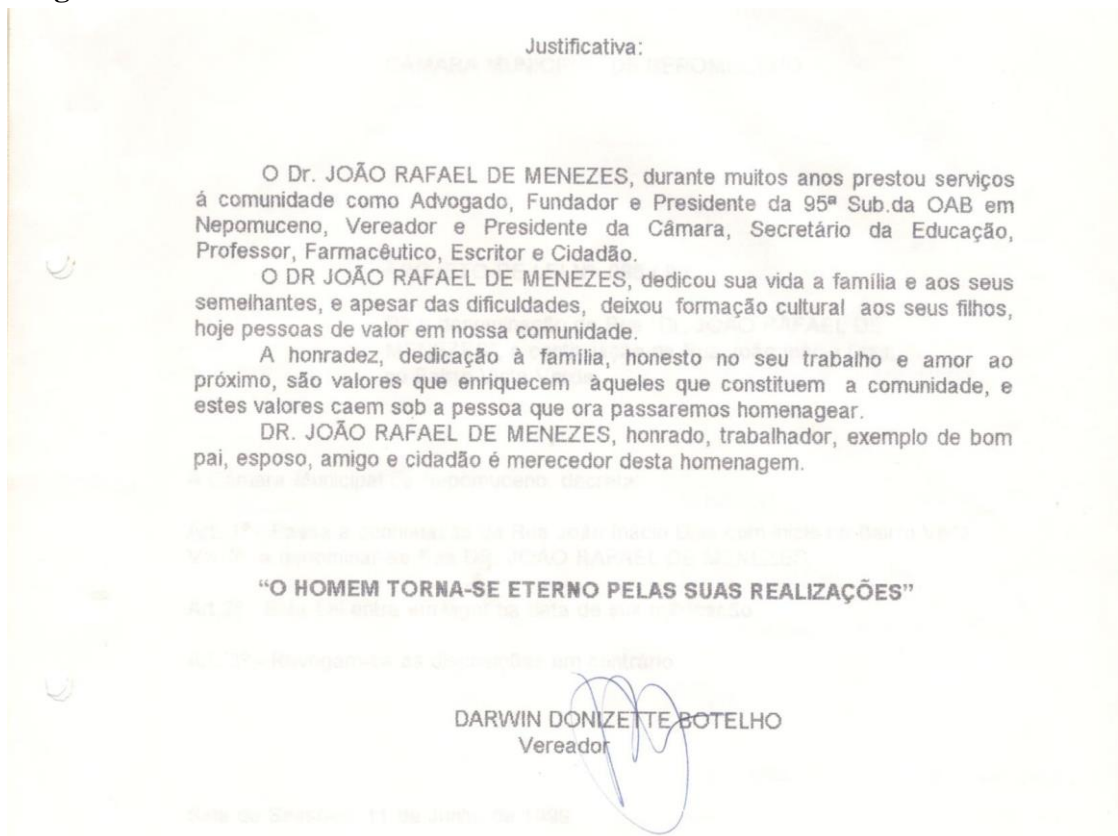 Justificativa:
O Dr. JOÃO RAFAEL DE MENEZES, durante muitos anos prestou serviços
á comunidade como Advogado, Fundador e Presidente da 95ª Sub.da OAB em
Nepomuceno, Vereador e Presidente da Câmara, Secretário da Educação,
Professor, Farmacêutico, Escritor e Cidadão.
O DR JOÃO RAFAEL DE MENEZES, dedicou sua vida a família e aos seus
semelhantes, e apesar das dificuldades, deixou formação cultural aos seus filhos,
hoje pessoas de valor em nossa comunidade.
A honradez, dedicação à família, honesto no seu trabalho e amor ao
próximo, são valores que enriquecem àqueles que constituem a comunidade, e
estes valores caem sob a pessoa que ora passaremos homenagear.
DR. JOÃO RAFAEL DE MENEZES, honrado, trabalhador, exemplo de bom
pai, esposo, amigo e cidadão é merecedor desta homenagem.
“O HOMEM TORNA-SE ETERNO PELAS SUAS REALIZAÇÕES”
DARWIN DONIZETTE BOTELHO
Vereador